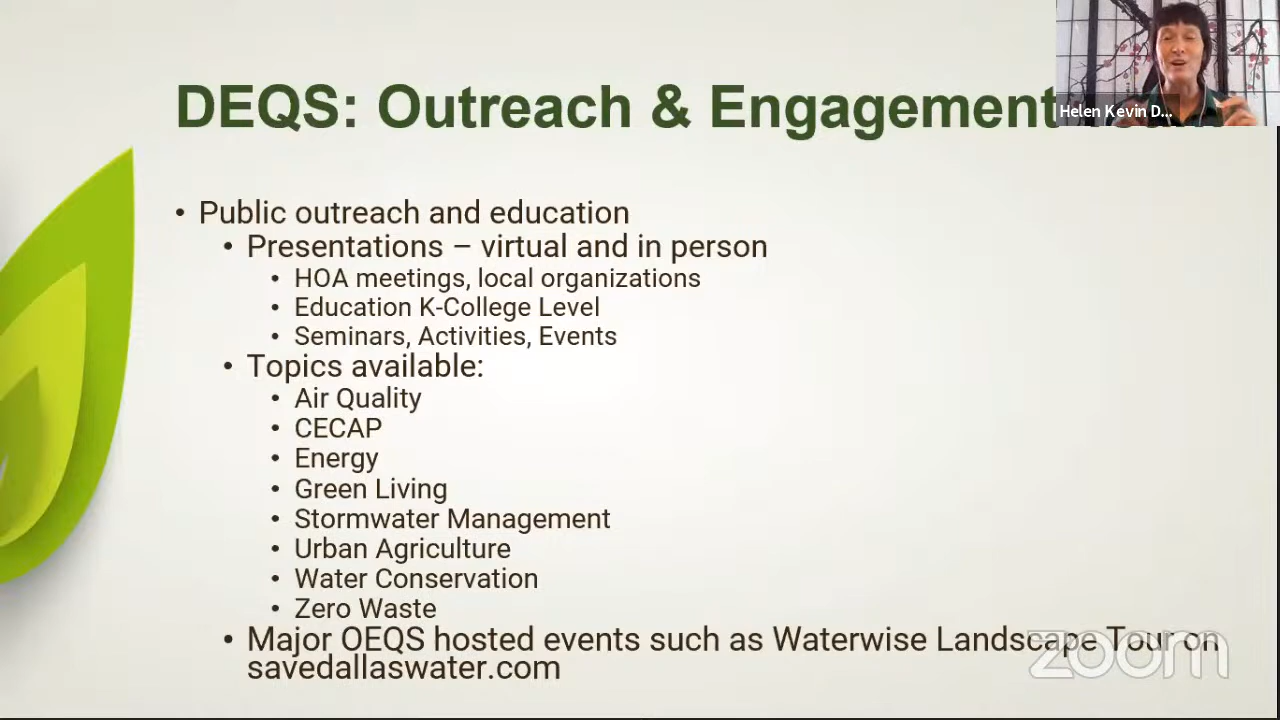 DEQS: Outreach & Engagement
Helen Kevin D...
• Public outreach and education
• Presentations – virtual and in person
• HOA meetings, local organizations
• Education K-College Level
• Seminars, Activities, Events
• Topics available:
• Air Quality
• CECAP
• Energy
• Green Living
• Stormwater Management
• Urban Agriculture
• Water Conservation
• Zero Waste
• Major OEQS hosted events such as Waterwise Landscape Tour on
savedallaswater.com
zoom